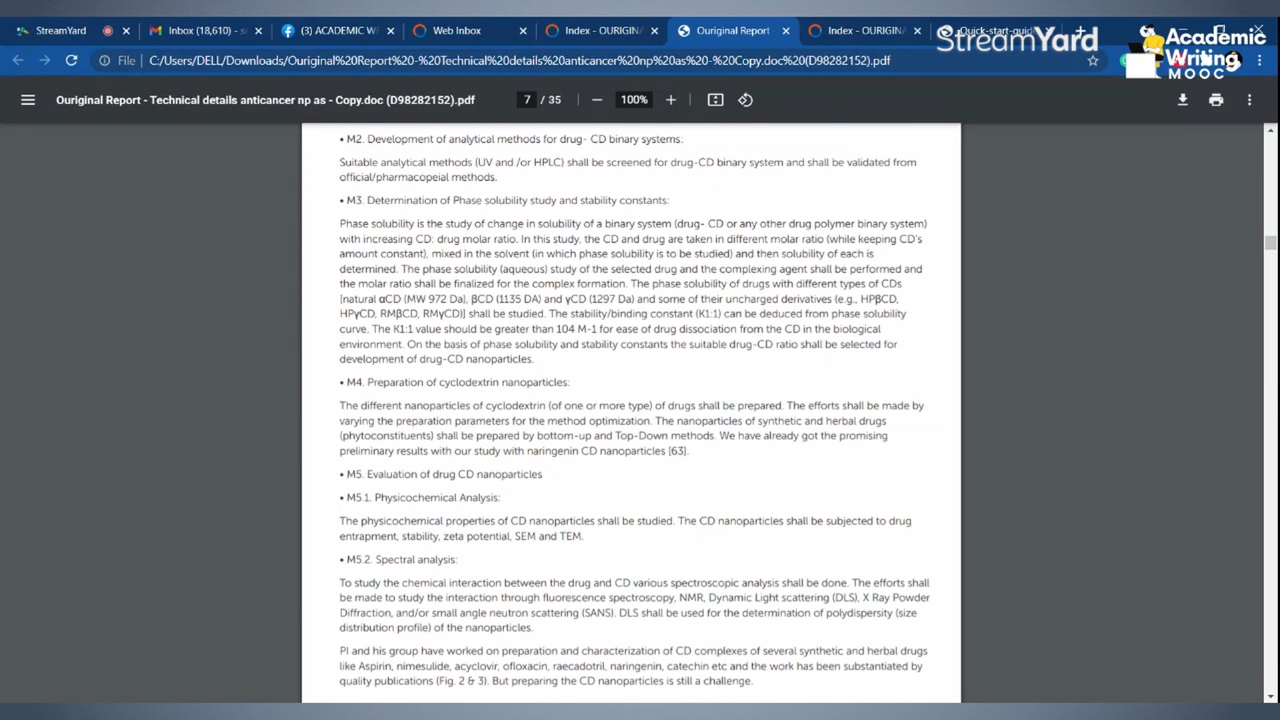 StreamYard
Inbox (18,610) - s
(3) ACADEMIC W
Web Inbox
Index - OURIGINA
Ouriginal Report
Index - OURIGINA
Quick-start-guid
StreamYard
Academic
Writing
MOOC
File
C:/Users/DELL/Downloads/Ouriginal%20Report%20-%20Technical%20details%20anticancer%20np%20as%20-%20Copy.doc%20(D98282152).pdf
Ouriginal Report - Technical details anticancer np as - Copy.doc (D98282152).pdf
7 / 35
100%
• M2. Development of analytical methods for drug- CD binary systems:
Suitable analytical methods (UV and /or HPLC) shall be screened for drug-CD binary system and shall be validated from
official/pharmacopeial methods.
• M3. Determination of Phase solubility study and stability constants:
Phase solubility is the study of change in solubility of a binary system (drug- CD or any other drug polymer binary system)
with increasing CD: drug molar ratio. In this study, the CD and drug are taken in different molar ratio (while keeping CD's
amount constant), mixed in the solvent (in which phase solubility is to be studied) and then solubility of each is
determined. The phase solubility (aqueous) study of the selected drug and the complexing agent shall be performed and
the molar ratio shall be finalized for the complex formation. The phase solubility of drugs with different types of CDs
[natural αCD (MW 972 Da), βCD (1135 DA) and γCD (1297 Da) and some of their uncharged derivatives (e.g., HPβCD,
HPγCD, RMβCD, RMγCD)] shall be studied. The stability/binding constant (K1:1) can be deduced from phase solubility
curve. The K1:1 value should be greater than 104 M-1 for ease of drug dissociation from the CD in the biological
environment. On the basis of phase solubility and stability constants the suitable drug-CD ratio shall be selected for
development of drug-CD nanoparticles.
• M4. Preparation of cyclodextrin nanoparticles:
The different nanoparticles of cyclodextrin (of one or more type) of drugs shall be prepared. The efforts shall be made by
varying the preparation parameters for the method optimization. The nanoparticles of synthetic and herbal drugs
(phytoconstituents) shall be prepared by bottom-up and Top-Down methods. We have already got the promising
preliminary results with our study with naringenin CD nanoparticles [63].
• M5. Evaluation of drug CD nanoparticles
• M5.1. Physicochemical Analysis:
The physicochemical properties of CD nanoparticles shall be studied. The CD nanoparticles shall be subjected to drug
entrapment, stability, zeta potential, SEM and TEM.
• M5.2. Spectral analysis:
To study the chemical interaction between the drug and CD various spectroscopic analysis shall be done. The efforts shall
be made to study the interaction through fluorescence spectroscopy, NMR, Dynamic Light scattering (DLS), X Ray Powder
Diffraction, and/or small angle neutron scattering (SANS). DLS shall be used for the determination of polydispersity (size
distribution profile) of the nanoparticles.
PI and his group have worked on preparation and characterization of CD complexes of several synthetic and herbal drugs
like Aspirin, nimesulide, acyclovir, ofloxacin, raecadotril, naringenin, catechin etc and the work has been substantiated by
quality publications (Fig. 2 & 3). But preparing the CD nanoparticles is still a challenge.